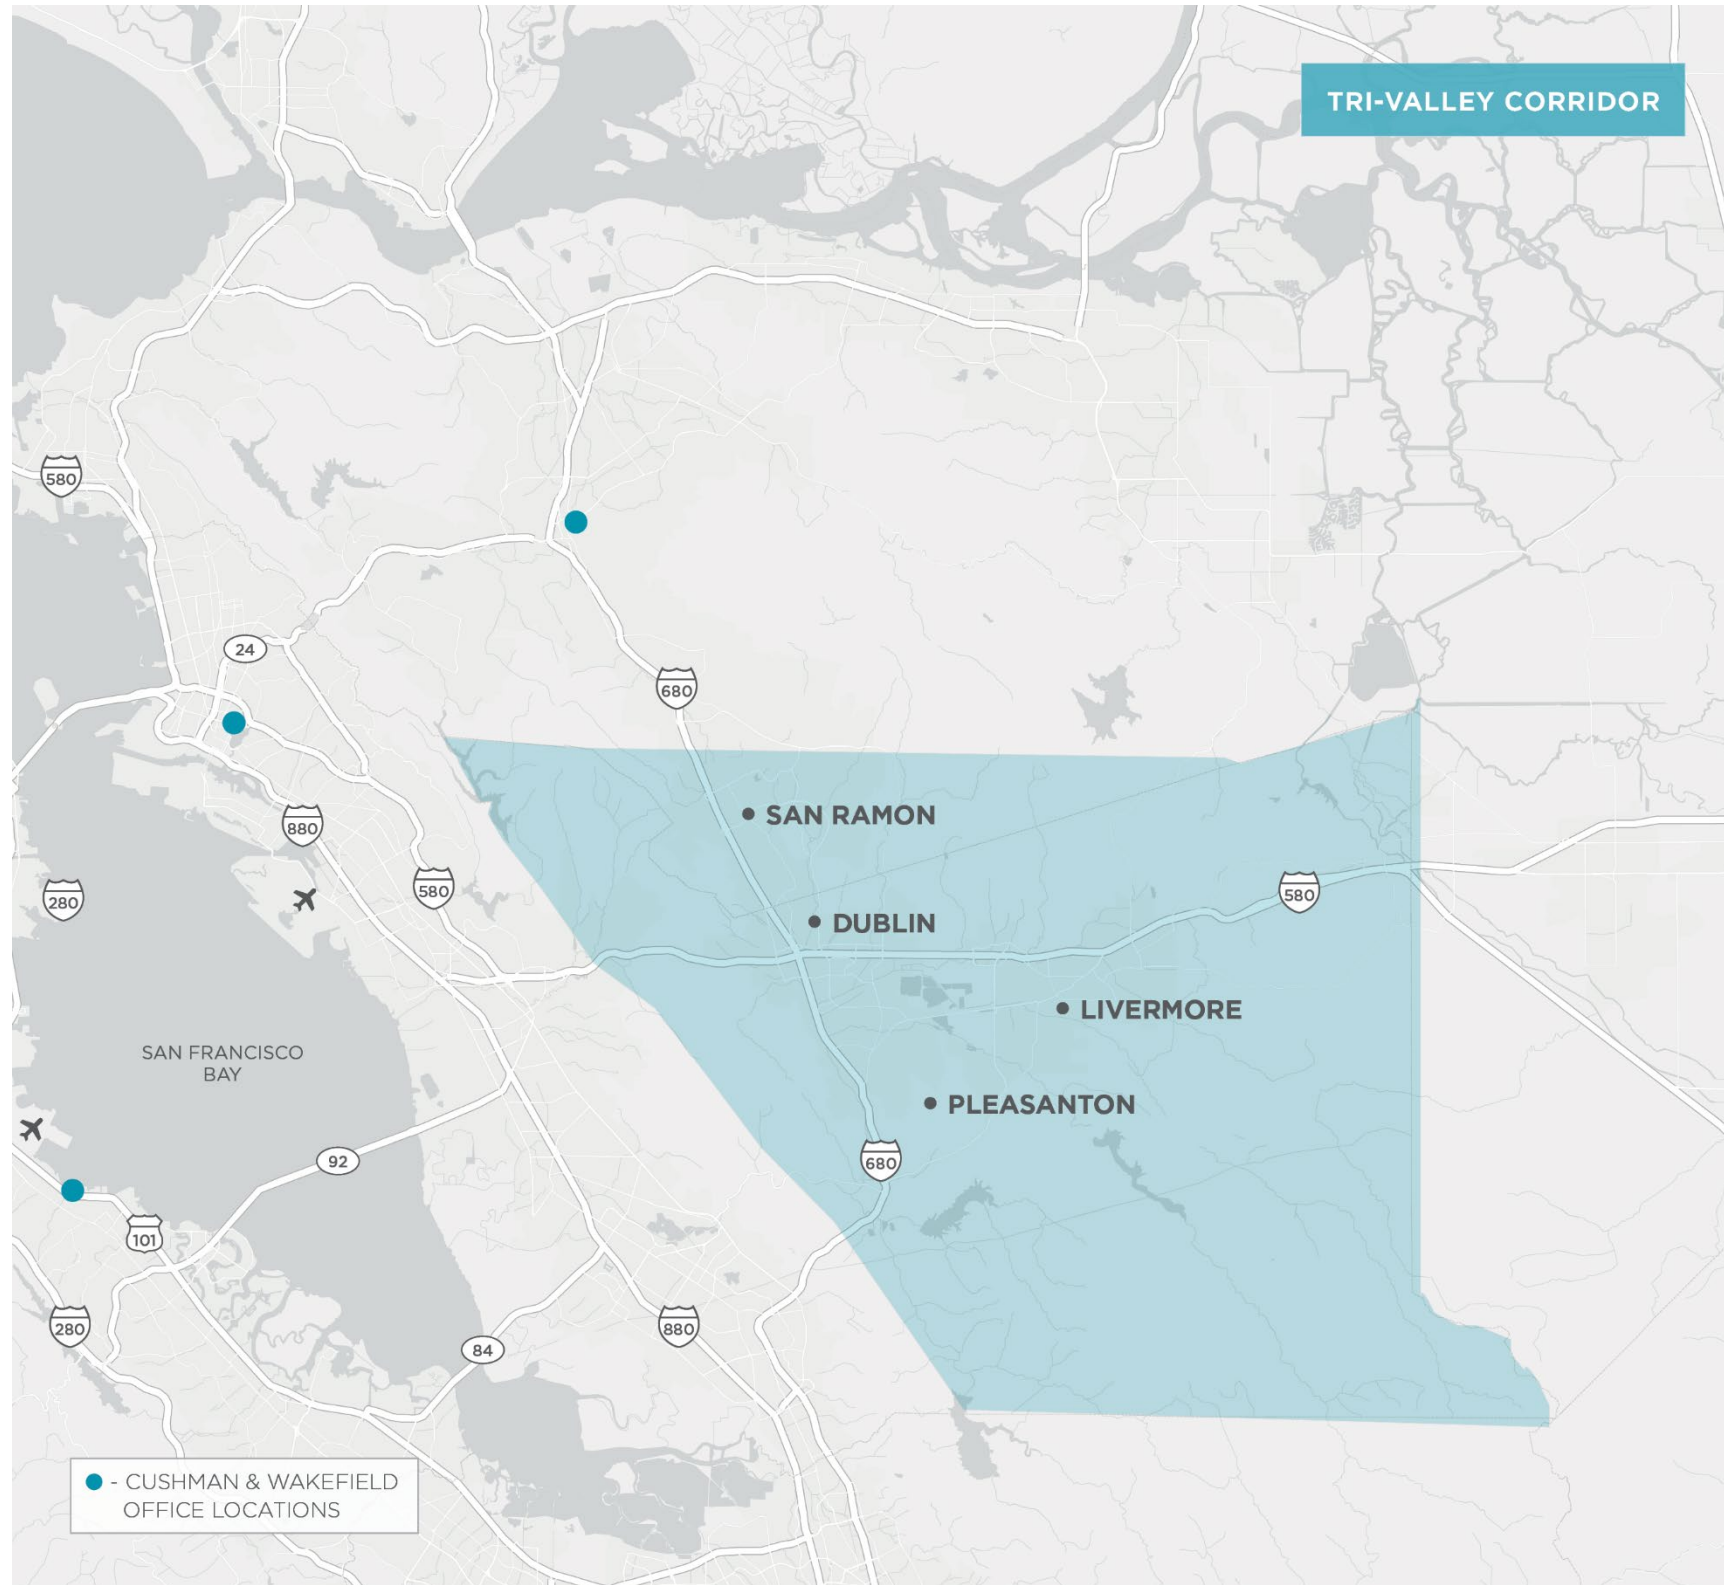 TRI-VALLEY CORRIDOR
580
24
680
SAN RAMON
880
580
580
280
DUBLIN
LIVERMORE
SAN FRANCISCO
BAY
PLEASANTON
92
680
101
280
880
84
- CUSHMAN & WAKEFIELD
OFFICE LOCATIONS